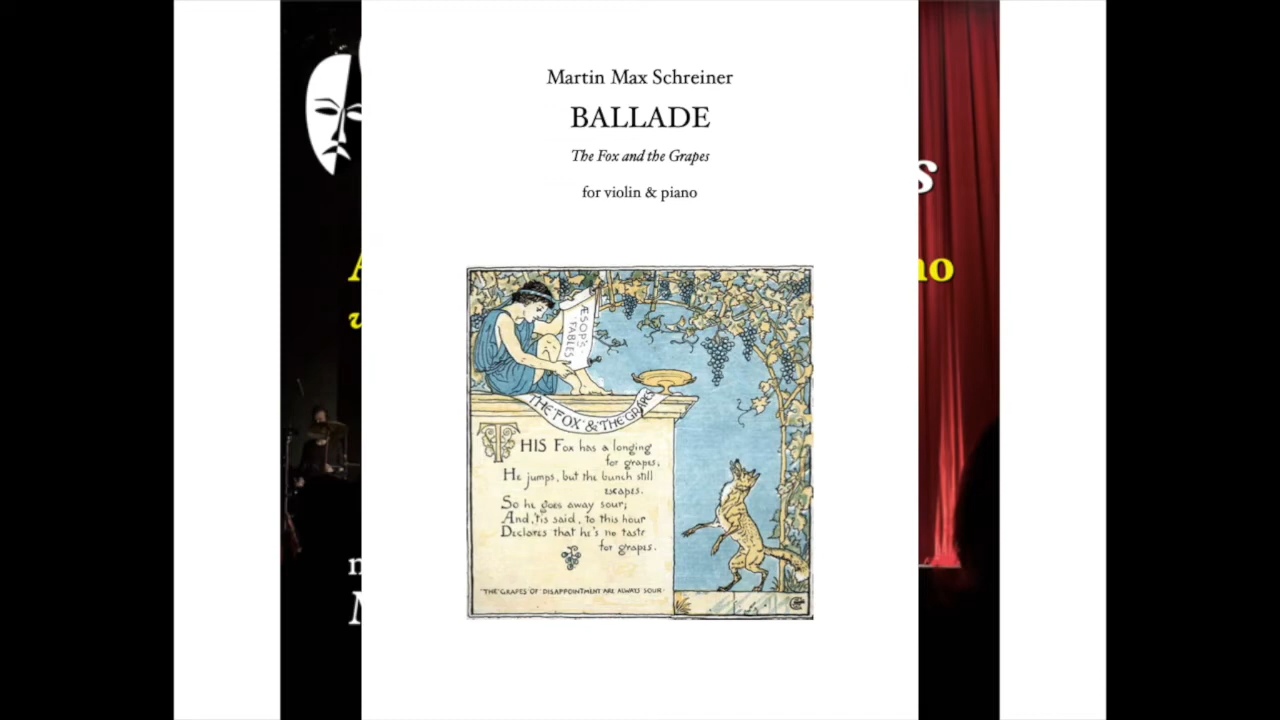 Martin Max Schreiner
BALLADE
The Fox and the Grapes
for violin & piano
ÆSOP'S
FABLES
THE FOX & THE GRAPES
THIS Fox has a longing
for grapes,
He jumps, but the bunch still
escapes.
So he goes away sour;
And, 'tis said, to this hour
Declares that he's no taste
for grapes.
"THE GRAPES OF DISAPPOINTMENT ARE ALWAYS SOUR"